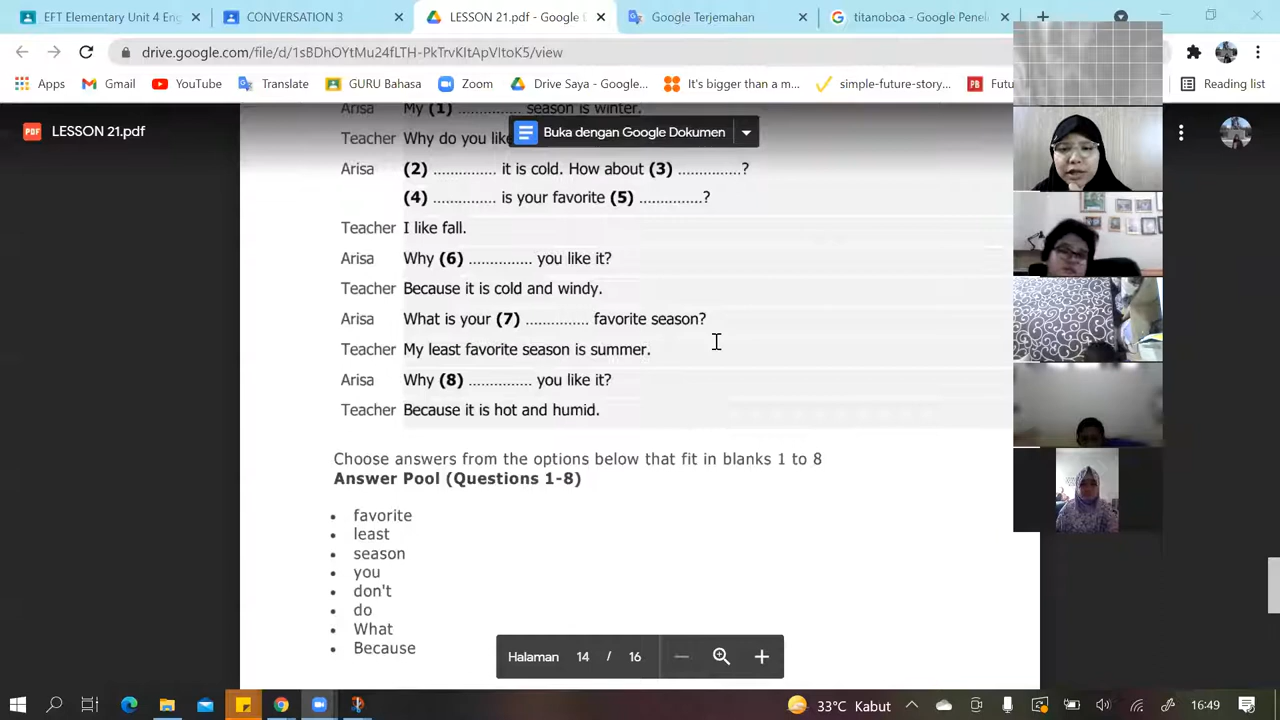 EFT Elementary Unit 4 Eng
CONVERSATION 3
LESSON 21.pdf - Google Drive
Google Terjemahan
titanoboa - Google Penel
drive.google.com/file/d/1sBDhOYtMu24fLTH-PkTrvKItApVltoK5/view
Apps
Gmail
YouTube
Translate
GURU Bahasa
Zoom
Drive Saya - Google...
It's bigger than a m...
simple-future-story...
Futu
Reading list
PDF LESSON 21.pdf
Buka dengan Google Dokumen
Arisa My (1) .............. season is winter.
Teacher Why do you like
Arisa (2) .............. it is cold. How about (3) ..............?
(4) .............. is your favorite (5) ..............?
Teacher I like fall.
Arisa Why (6) .............. you like it?
Teacher Because it is cold and windy.
Arisa What is your (7) .............. favorite season?
Teacher My least favorite season is summer.
Arisa Why (8) .............. you like it?
Teacher Because it is hot and humid.
Choose answers from the options below that fit in blanks 1 to 8
Answer Pool (Questions 1-8)
• favorite
• least
• season
• you
• don't
• do
• What
• Because
Halaman 14 / 16
33°C Kabut
16:49